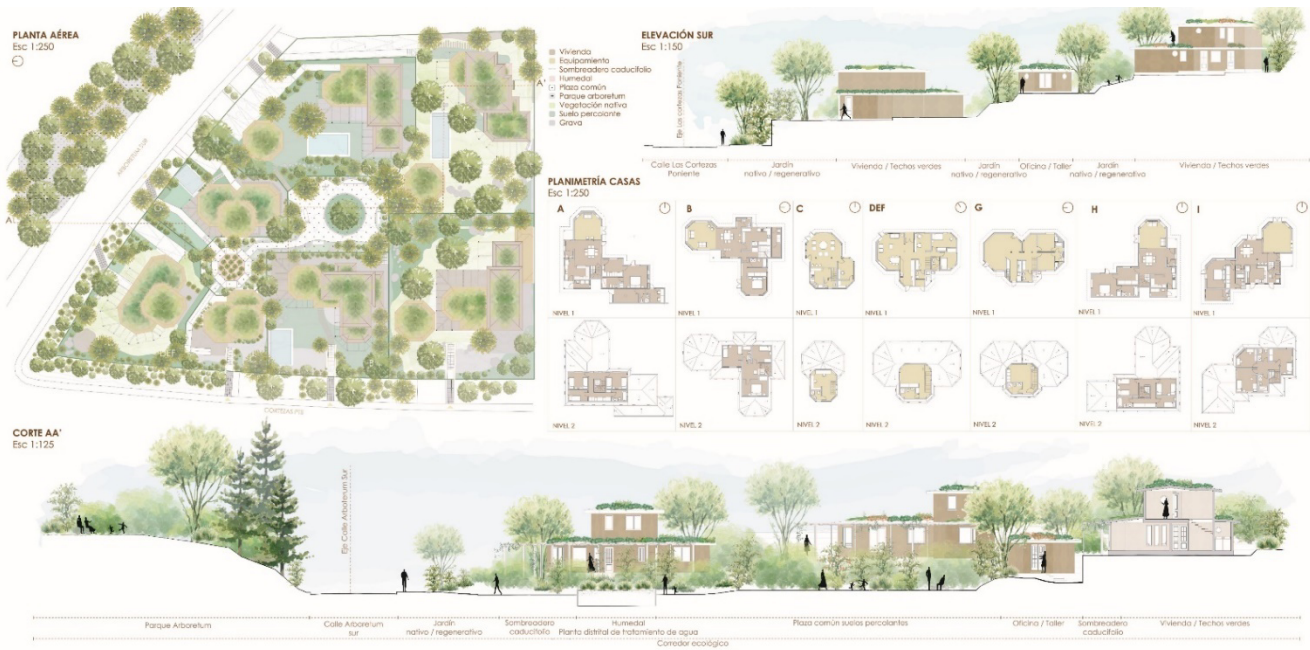 PLANTA AÉREA
Esc 1:250
A
A'
ARBORETUM SUR
CORTEZAS PTE
Vivienda
Equipamiento
Sombreadero caducifolio
Humedal
Plaza común
Parque arboretum
Vegetación nativa
Suelo percolante
Grava
ELEVACIÓN SUR
Esc 1:150
Eje Las cortezas Poniente
Calle Las Cortezas
Poniente
Jardín
nativo / regenerativo
Vivienda / Techos verdes
Jardín
nativo / regenerativo
Oficina / Taller
Jardín
nativo / regenerativo
Vivienda / Techos verdes
PLANIMETRÍA CASAS
Esc 1:250
A
B
C
DEF
G
H
I
NIVEL 1
NIVEL 1
NIVEL 1
NIVEL 1
NIVEL 1
NIVEL 1
NIVEL 1
NIVEL 2
NIVEL 2
NIVEL 2
NIVEL 2
NIVEL 2
NIVEL 2
NIVEL 2
CORTE AA'
Esc 1:125
Eje Calle Arboterum Sur
Parque Arboretum
Calle Arboretum
sur
Jardín
nativo / regenerativo
Sombreadero
caducifolio
Humedal
Planta distrital de tratamiento de agua
Plaza común suelos percolantes
Oficina / Taller
Sombreadero
caducifolio
Vivienda / Techos verdes
Corredor ecológico